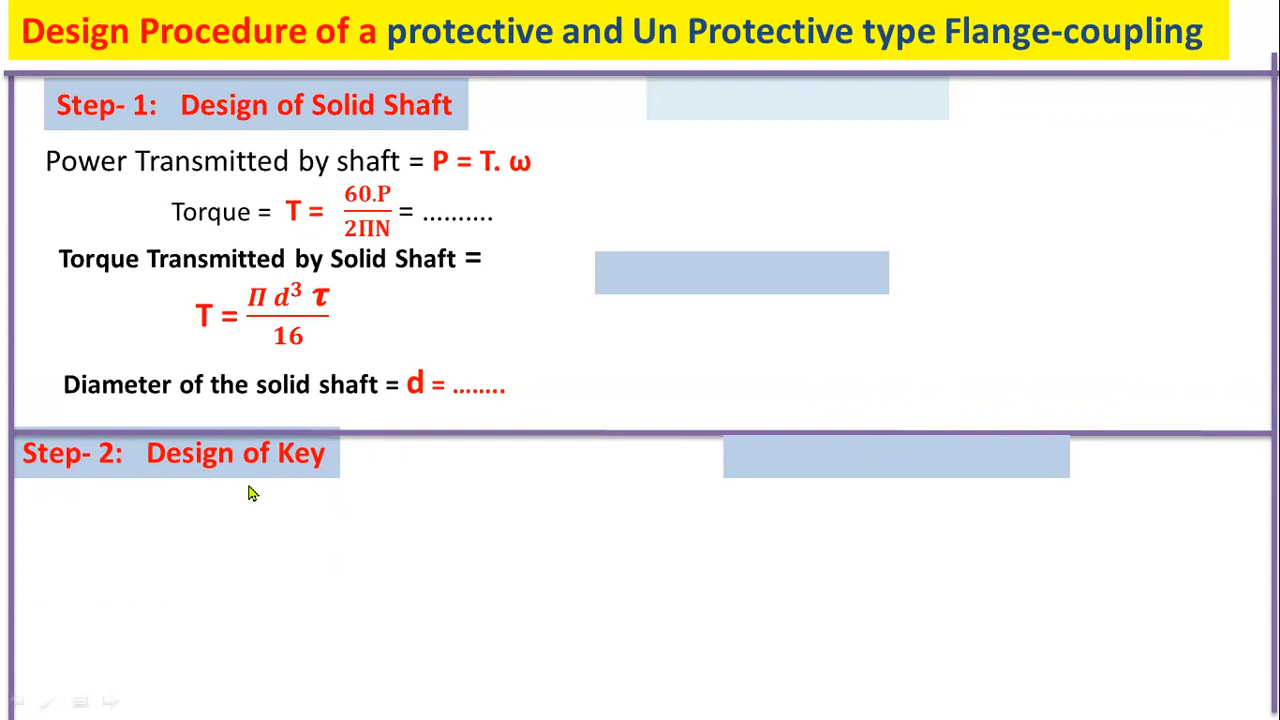 Design Procedure of a protective and Un Protective type Flange-coupling
Step- 1: Design of Solid Shaft
Power Transmitted by shaft = P = T. ω
Torque = T = 60.P / 2ΠN = ..........
Torque Transmitted by Solid Shaft =
T = Π d³ τ / 16
Diameter of the solid shaft = d = ........
Step- 2: Design of Key